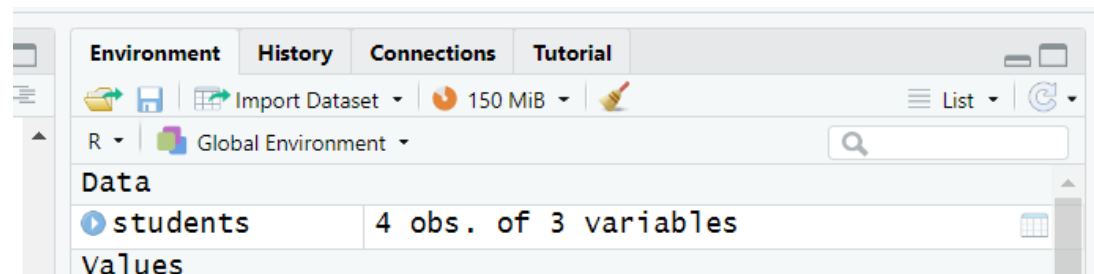 Environment History Connections Tutorial
Import Dataset 150 MiB List
R Global Environment
Data
students 4 obs. of 3 variables
Values